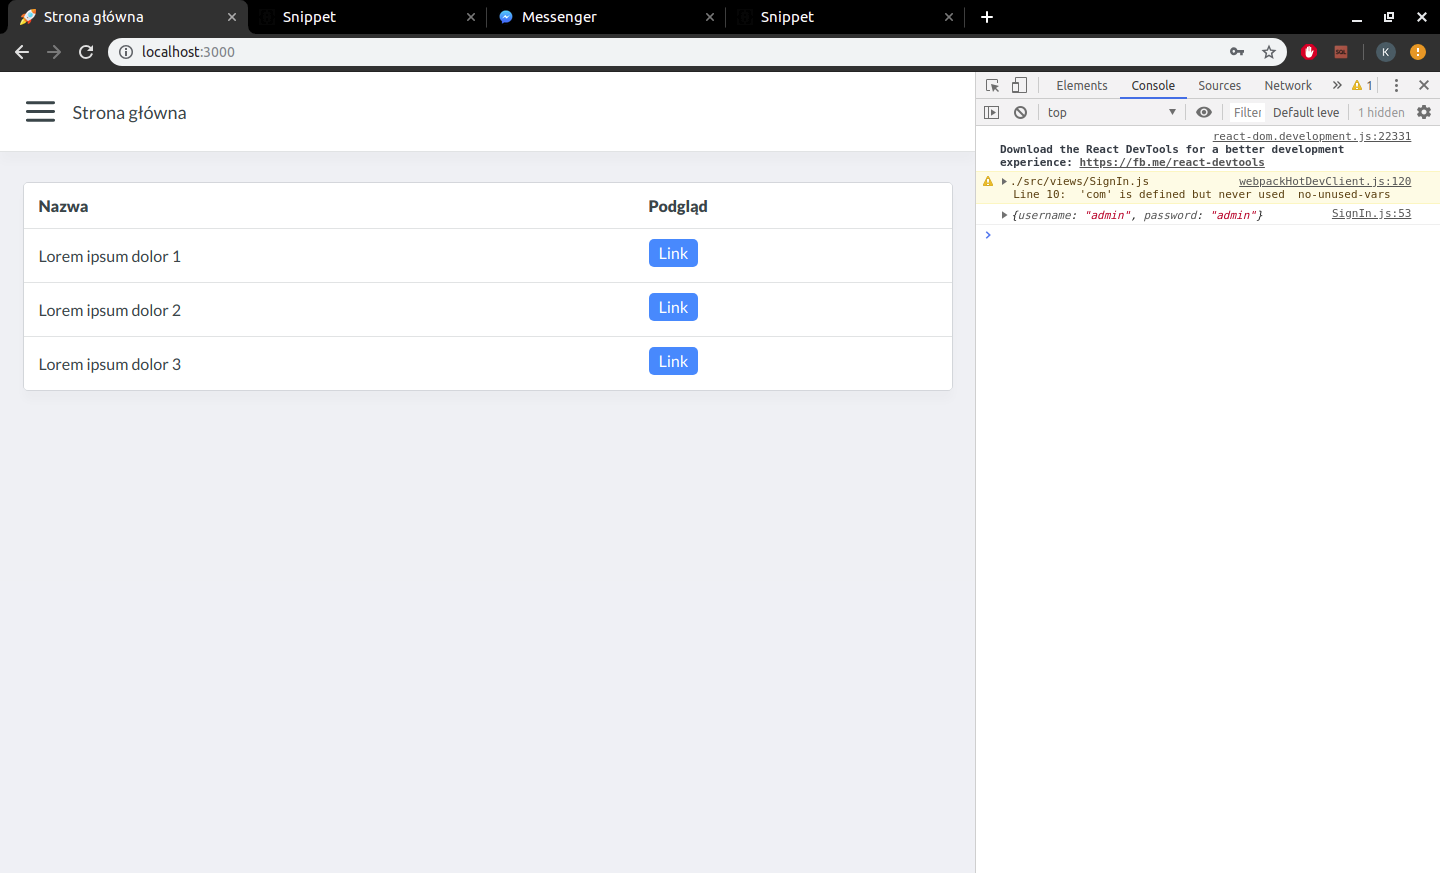 Strona główna
Snippet
Messenger
Snippet
localhost:3000
K
Strona główna
Nazwa Podgląd
Lorem ipsum dolor 1 Link
Lorem ipsum dolor 2 Link
Lorem ipsum dolor 3 Link
Elements Console Sources Network 1
top Filter Default leve 1 hidden
react-dom.development.js:22331
Download the React DevTools for a better development
experience: https://fb.me/react-devtools
./src/views/SignIn.js webpackHotDevClient.js:120
Line 10: 'com' is defined but never used no-unused-vars
{username: "admin", password: "admin"} SignIn.js:53